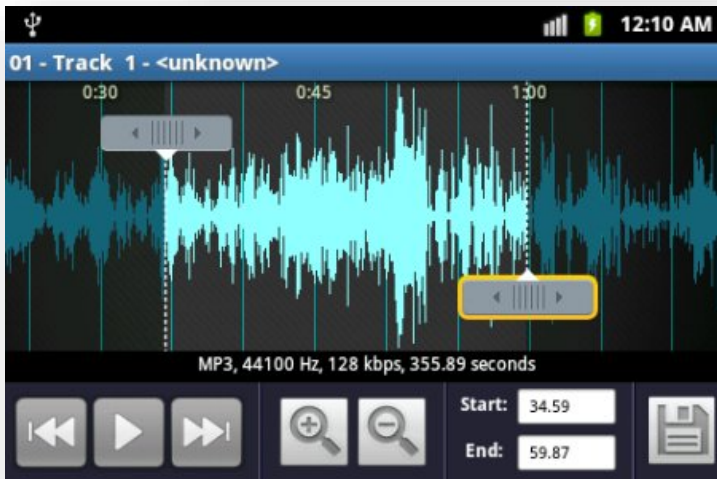 12:10 AM
01 - Track 1 - <unknown>
0:30 0:45 1:00
MP3, 44100 Hz, 128 kbps, 355.89 seconds
Start: 34.59
End: 59.87